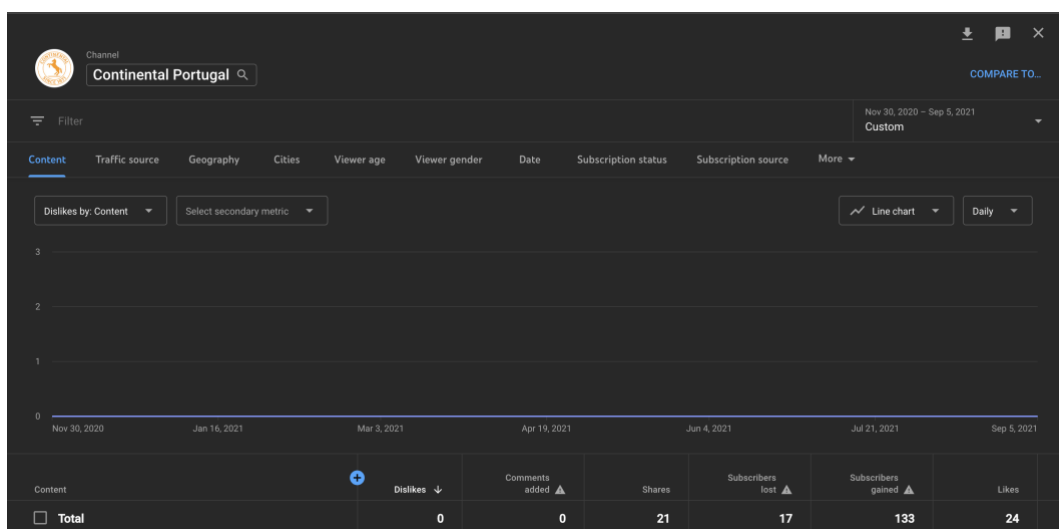 Channel
Continental Portugal
COMPARE TO...
Filter
Nov 30, 2020 – Sep 5, 2021
Custom
Content Traffic source Geography Cities Viewer age Viewer gender Date Subscription status Subscription source More
Dislikes by: Content Select secondary metric Line chart Daily
3
2
1
0
Nov 30, 2020 Jan 16, 2021 Mar 3, 2021 Apr 19, 2021 Jun 4, 2021 Jul 21, 2021 Sep 5, 2021
Content Dislikes Comments added Shares Subscribers lost Subscribers gained Likes
Total 0 0 21 17 133 24